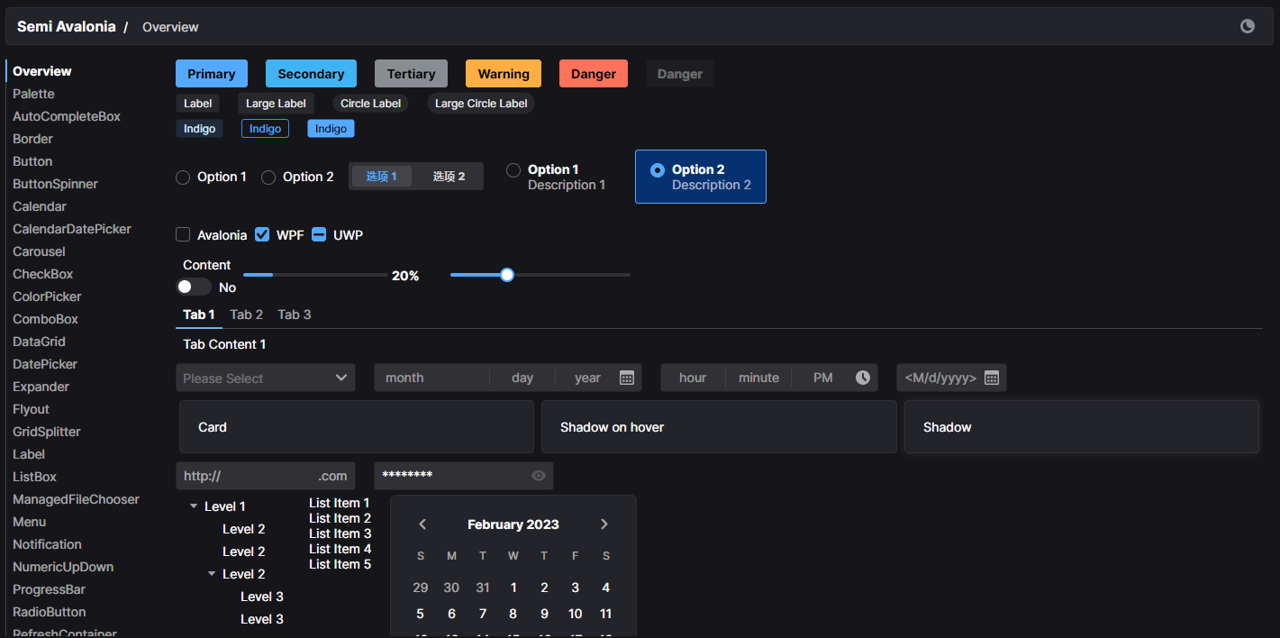 Semi Avalonia / Overview
Overview
Palette
AutoCompleteBox
Border
Button
ButtonSpinner
Calendar
CalendarDatePicker
Carousel
CheckBox
ColorPicker
ComboBox
DataGrid
DatePicker
Expander
Flyout
GridSplitter
Label
ListBox
ManagedFileChooser
Menu
Notification
NumericUpDown
ProgressBar
RadioButton
RefreshContainer
Primary Secondary Tertiary Warning Danger Danger
Label Large Label Circle Label Large Circle Label
Indigo Indigo Indigo
Option 1 Option 2 选项 1 选项 2 Option 1 Option 2
Description 1 Description 2
Avalonia WPF UWP
Content
20%
No
Tab 1 Tab 2 Tab 3
Tab Content 1
Please Select month day year hour minute PM <M/d/yyyy>
Card Shadow on hover Shadow
http:// .com ********
Level 1
Level 2
Level 2
Level 2
Level 3
Level 3
List Item 1
List Item 2
List Item 3
List Item 4
List Item 5
February 2023
S M T W T F S
29 30 31 1 2 3 4
5 6 7 8 9 10 11